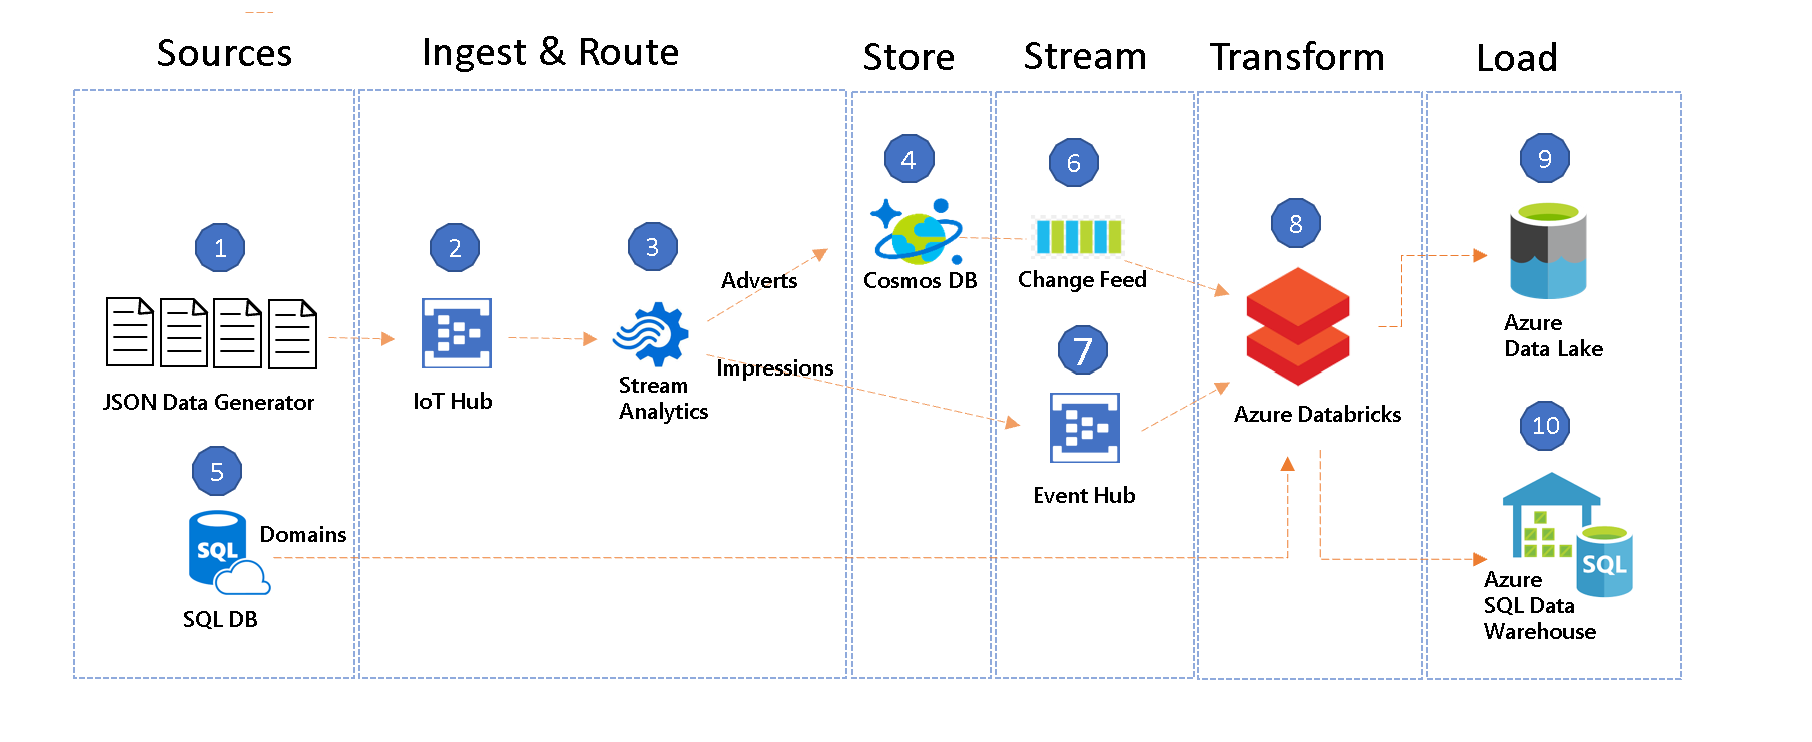 Sources
Ingest & Route
Store
Stream
Transform
Load
1
JSON Data Generator
5
SQL
Domains
SQL DB
2
IoT Hub
3
Stream
Analytics
Adverts
Impressions
4
Cosmos DB
6
Change Feed
7
Event Hub
8
Azure Databricks
9
Azure
Data Lake
10
SQL
Azure
SQL Data
Warehouse